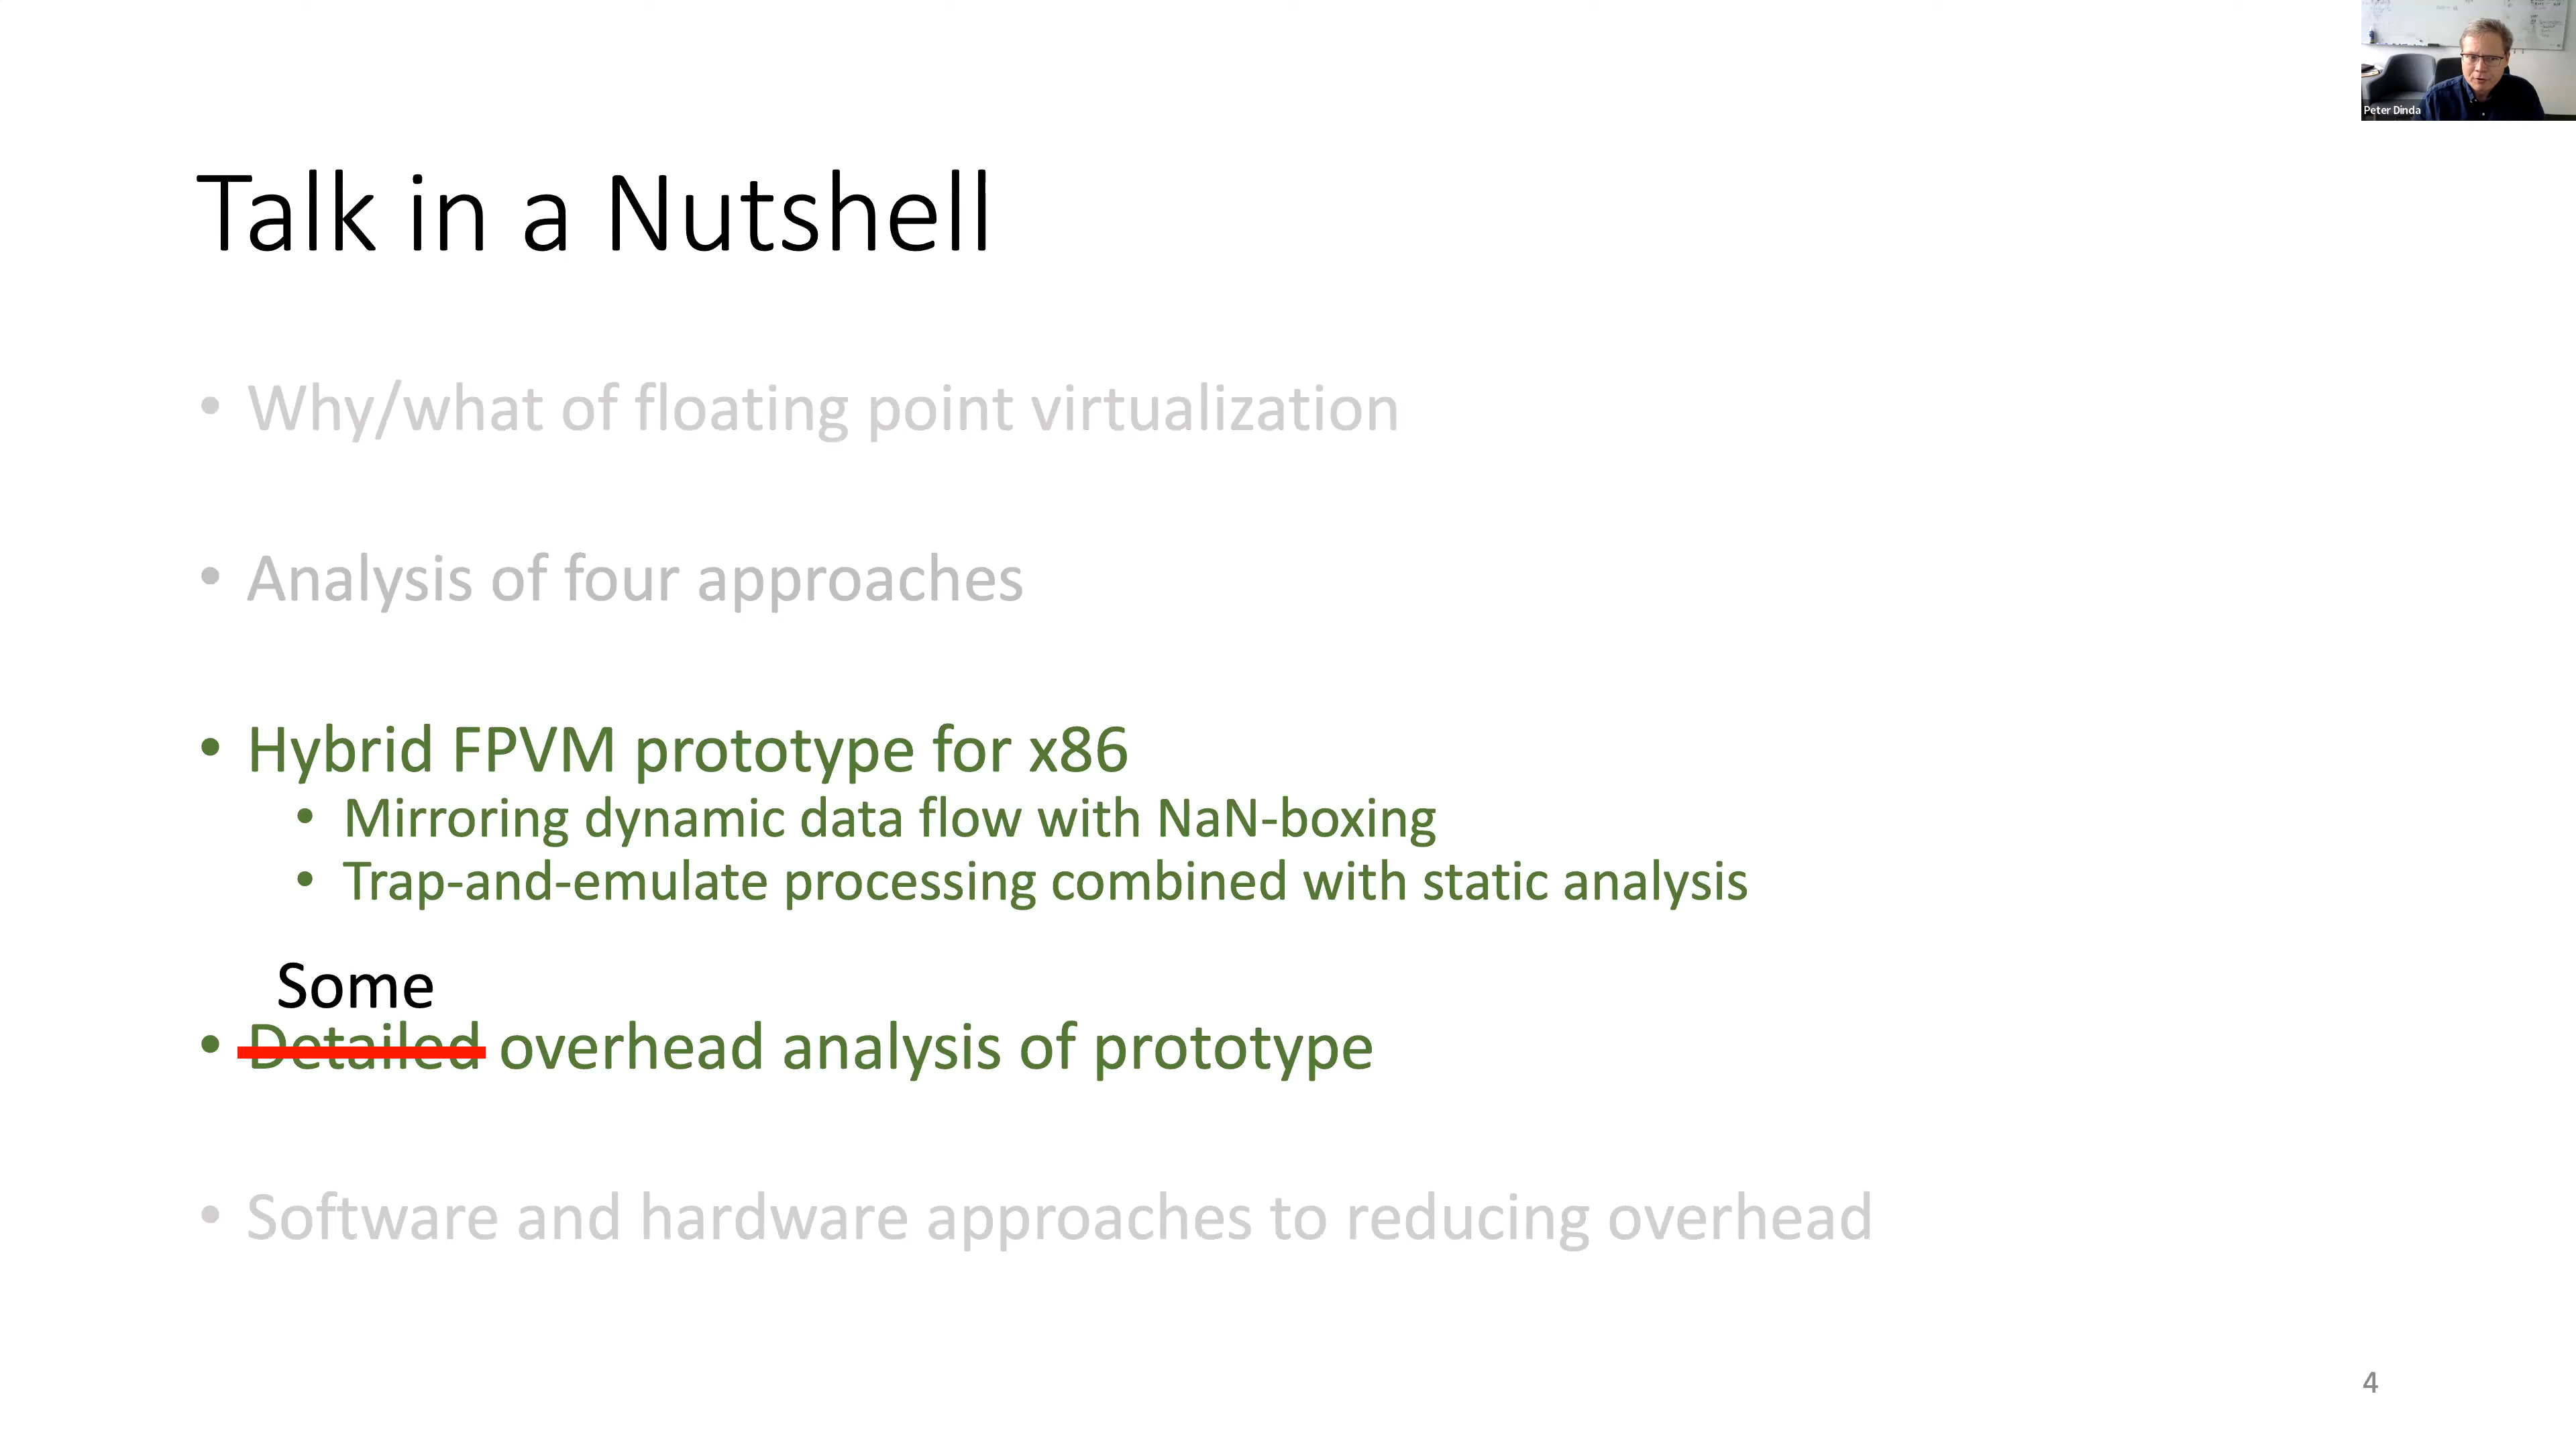 Peter Dinda
Talk in a Nutshell
• Why/what of floating point virtualization
• Analysis of four approaches
• Hybrid FPVM prototype for x86
• Mirroring dynamic data flow with NaN-boxing
• Trap-and-emulate processing combined with static analysis
Some
• Detailed overhead analysis of prototype
• Software and hardware approaches to reducing overhead
4